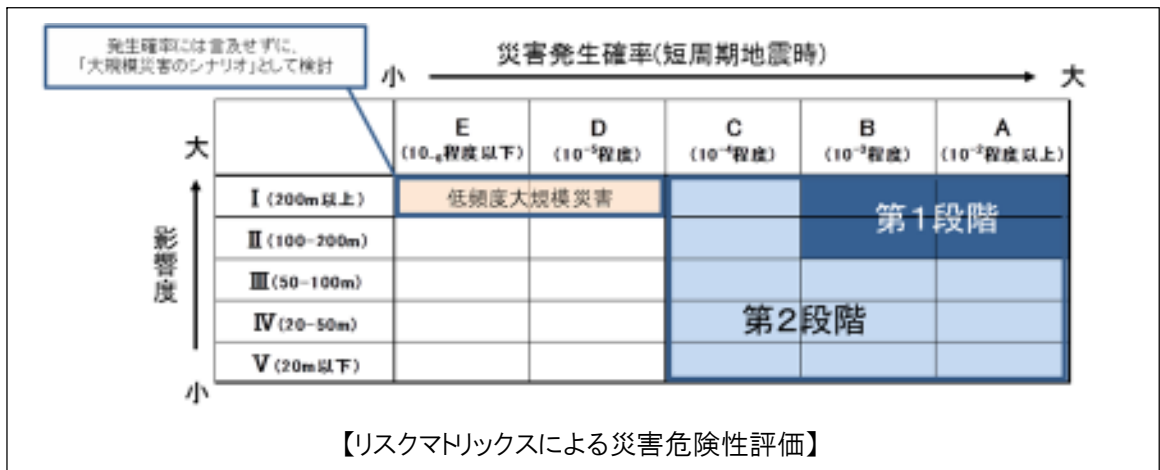 発生確率には言及せずに、
「大規模災害のシナリオ」として検討
災害発生確率(短周期地震時)
小
大
E
(10₋₆程度以下)
D
(10⁻⁵程度)
C
(10⁻⁴程度)
B
(10⁻³程度)
A
(10⁻²程度以上)
大
影響度
小
Ⅰ(200m以上)
低頻度大規模災害
第1段階
Ⅱ(100-200m)
Ⅲ(50-100m)
Ⅳ(20-50m)
第2段階
Ⅴ(20m以下)
【リスクマトリックスによる災害危険性評価】